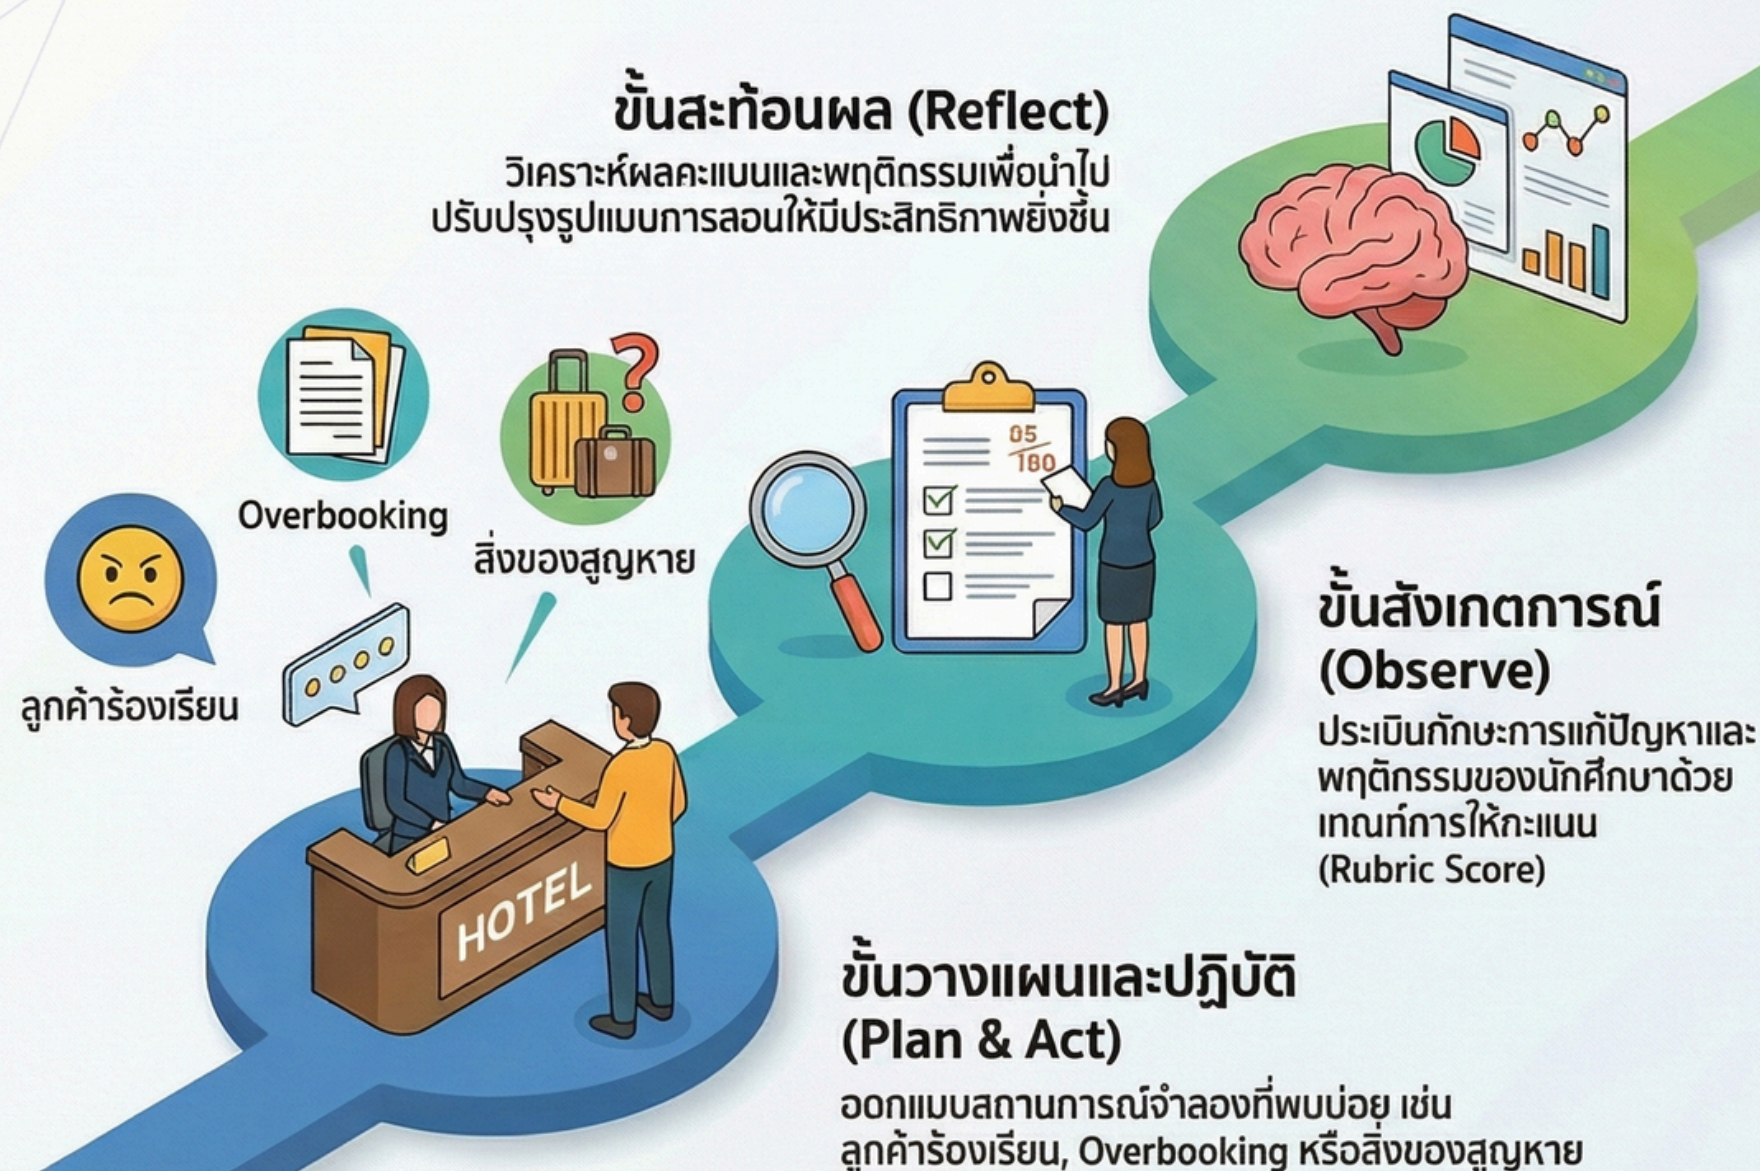 ขั้นสะท้อนผล (Reflect)
วิเคราะห์ผลคะแบนและพฤติถรรมเพื่อนำไป
ปรับปรุงรูปแบบการสอนให้มีประสิทธิภาพยิ่งชึ้น
Overbooking
สิ่งของสูญหาย
ลูกค้าร้องเรียน
05
180
HOTEL
ขั้นสังเกตการณ์
(Observe)
ประเบินกักษะการแก้ปัญหาและ
พฤติกรรมของนักศึกบาด้วย
เทณท์การให้กะแนน
(Rubric Score)
ขั้นวางแผนและปฏิบัติ
(Plan & Act)
ออกแบบสถานการณ์จำลองที่พบบ่อย เช่น
ลูกค้าร้องเรียน, Overbooking หรือสิ่งของสูญหาย